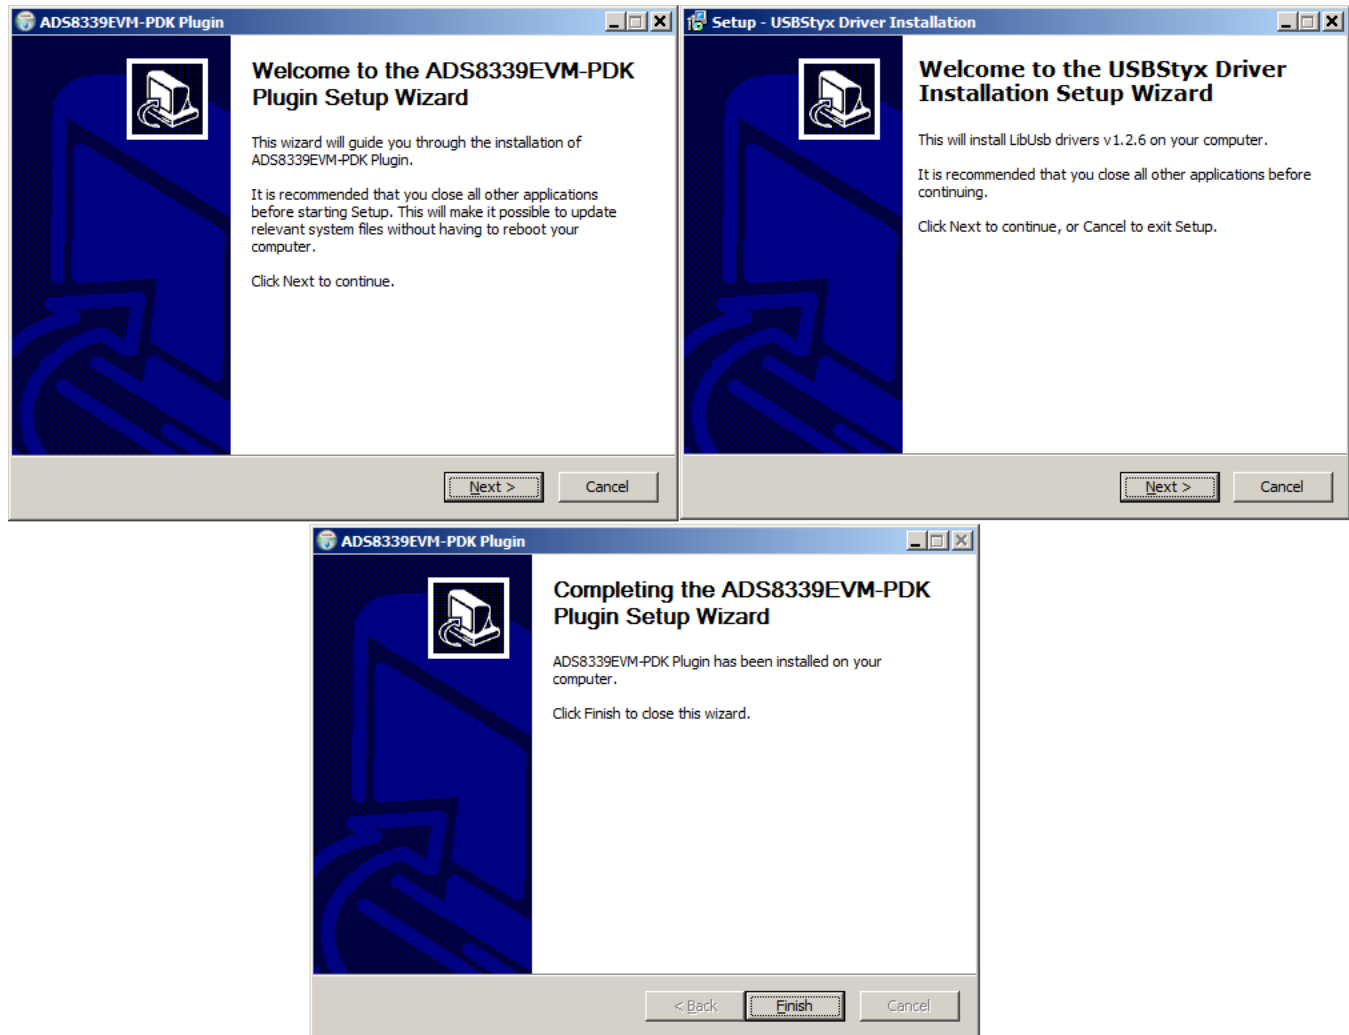 ADS8339EVM-PDK Plugin
Welcome to the ADS8339EVM-PDK
Plugin Setup Wizard
This wizard will guide you through the installation of
ADS8339EVM-PDK Plugin.
It is recommended that you close all other applications
before starting Setup. This will make it possible to update
relevant system files without having to reboot your
computer.
Click Next to continue.
Next >
Cancel
Setup - USBStyx Driver Installation
Welcome to the USBStyx Driver
Installation Setup Wizard
This will install LibUsb drivers v1.2.6 on your computer.
It is recommended that you close all other applications before
continuing.
Click Next to continue, or Cancel to exit Setup.
Next >
Cancel
ADS8339EVM-PDK Plugin
Completing the ADS8339EVM-PDK
Plugin Setup Wizard
ADS8339EVM-PDK Plugin has been installed on your
computer.
Click Finish to close this wizard.
< Back
Finish
Cancel